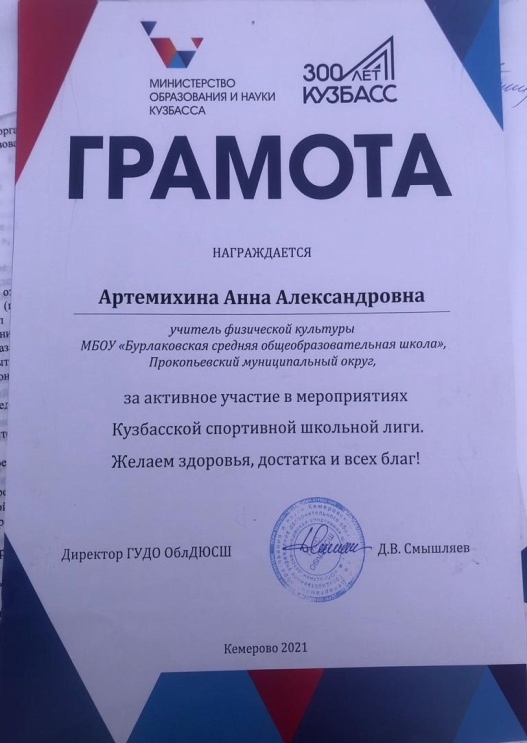 МИНИСТЕРСТВО
ОБРАЗОВАНИЯ И НАУКИ
КУЗБАССА
300 ЛЕТ
КУЗБАСС
ГРАМОТА
НАГРАЖДАЕТСЯ
Артемихина Анна Александровна
учитель физической культуры
МБОУ «Бурлаковская средняя общеобразовательная школа»,
Прокопьевский муниципальный округ,
за активное участие в мероприятиях
Кузбасской спортивной школьной лиги.
Желаем здоровья, достатка и всех благ!
Директор ГУДО ОблДЮСШ
Д.В. Смышляев
Кемерово 2021